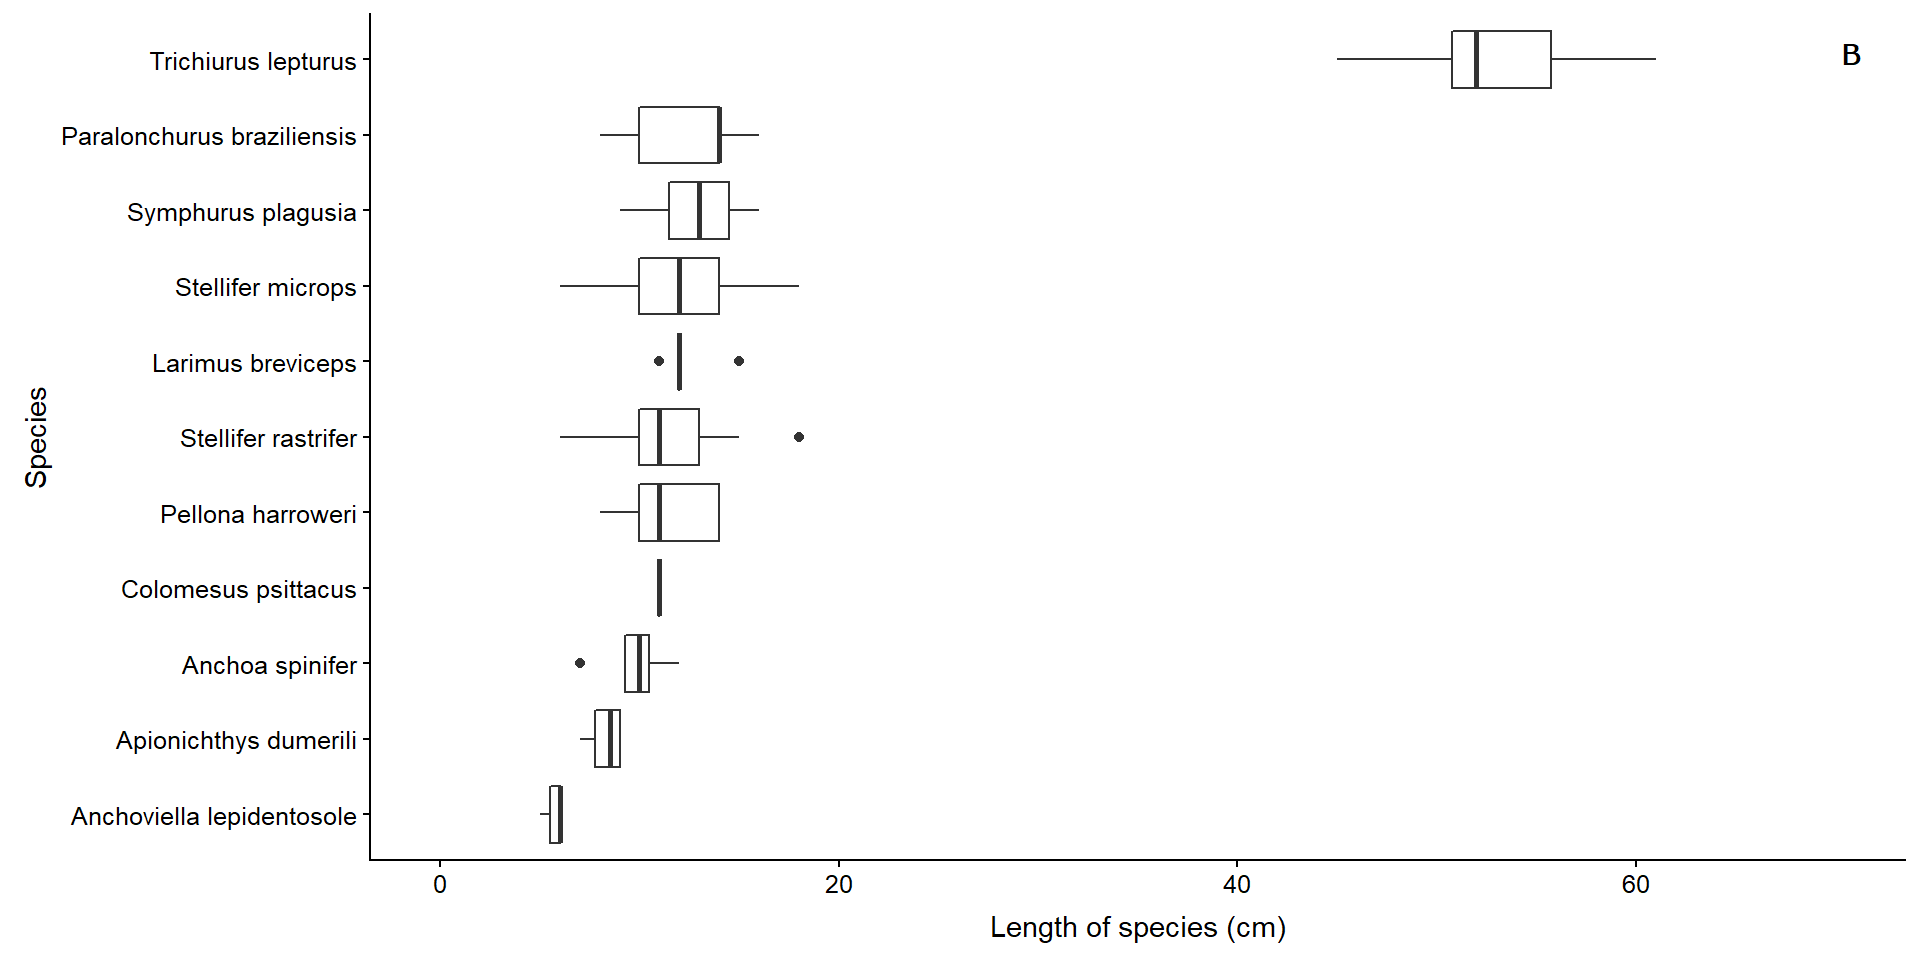 B
Trichiurus lepturus
Paralonchurus braziliensis
Symphurus plagusia
Stellifer microps
Larimus breviceps
Stellifer rastrifer
Pellona harroweri
Colomesus psittacus
Anchoa spinifer
Apionichthys dumerili
Anchoviella lepidentosole
Species
0 20 40 60
Length of species (cm)